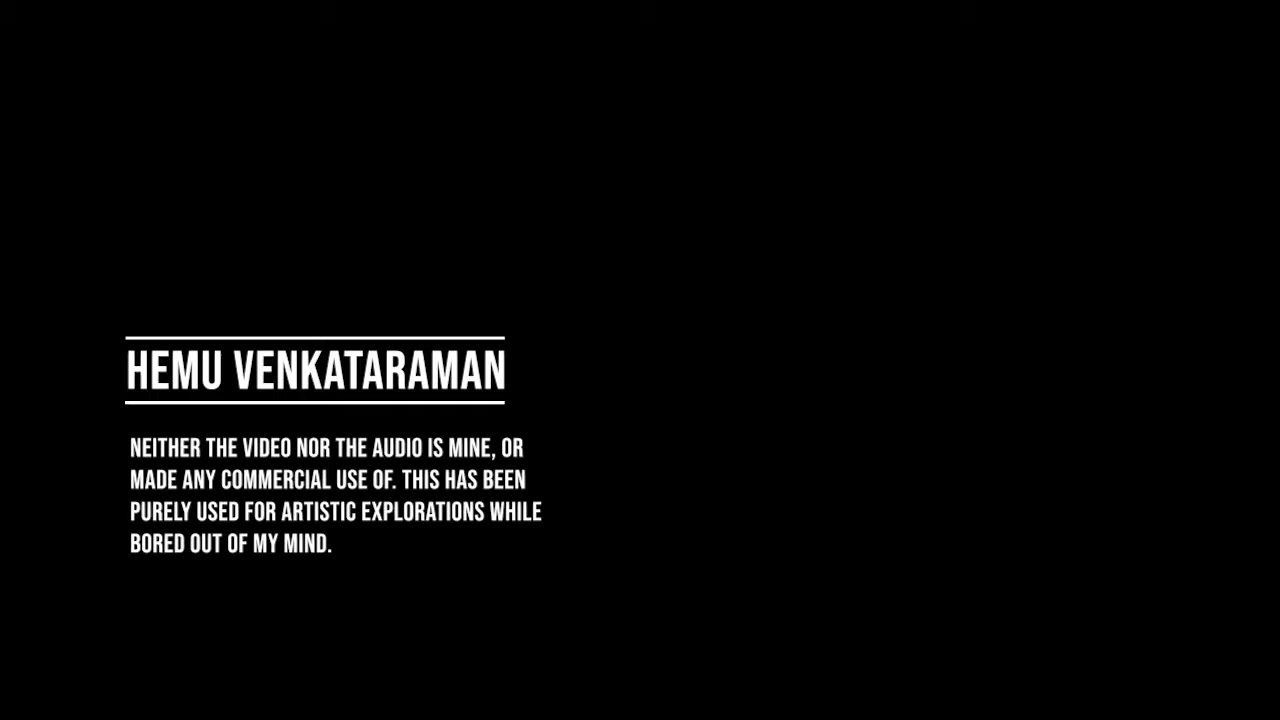 HEMU VENKATARAMAN
NEITHER THE VIDEO NOR THE AUDIO IS MINE, OR
MADE ANY COMMERCIAL USE OF. THIS HAS BEEN
PURELY USED FOR ARTISTIC EXPLORATIONS WHILE
BORED OUT OF MY MIND.